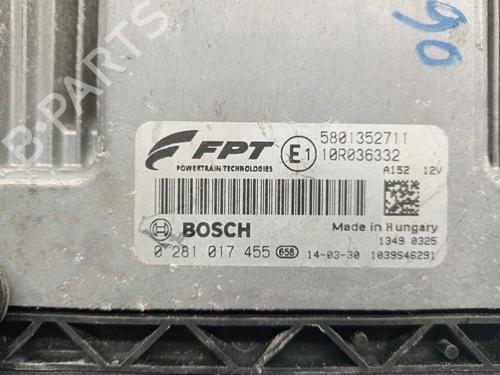 90
FPT
POWERTRAIN TECHNOLOGIES
E1
5801352711
10R036332
A152 12V
BOSCH
Made in Hungary
1349 0325
0 281 017 455 658 14-03-30 1039S46291
B-PARTS